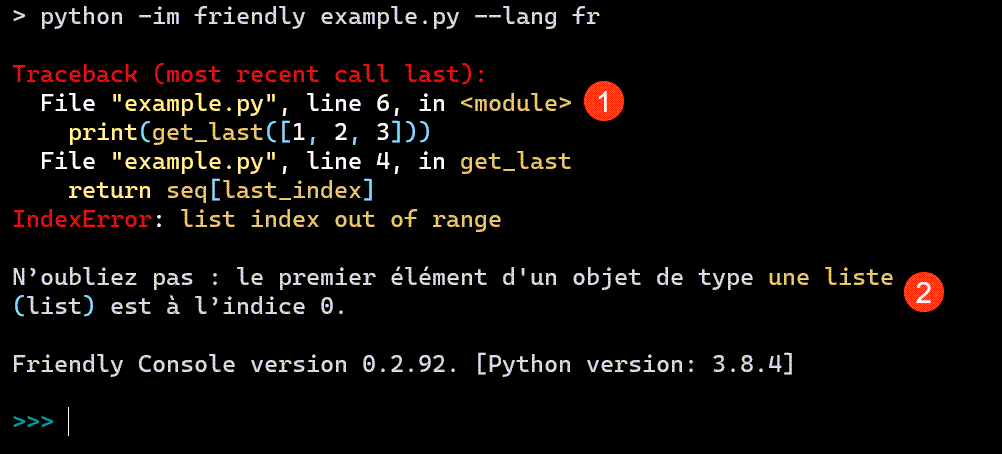 > python -im friendly example.py --lang fr
Traceback (most recent call last):
File "example.py", line 6, in <module>
1
print(get_last([1, 2, 3]))
File "example.py", line 4, in get_last
return seq[last_index]
IndexError: list index out of range
N’oubliez pas : le premier élément d'un objet de type une liste
2
(list) est à l’indice 0.
Friendly Console version 0.2.92. [Python version: 3.8.4]
>>>